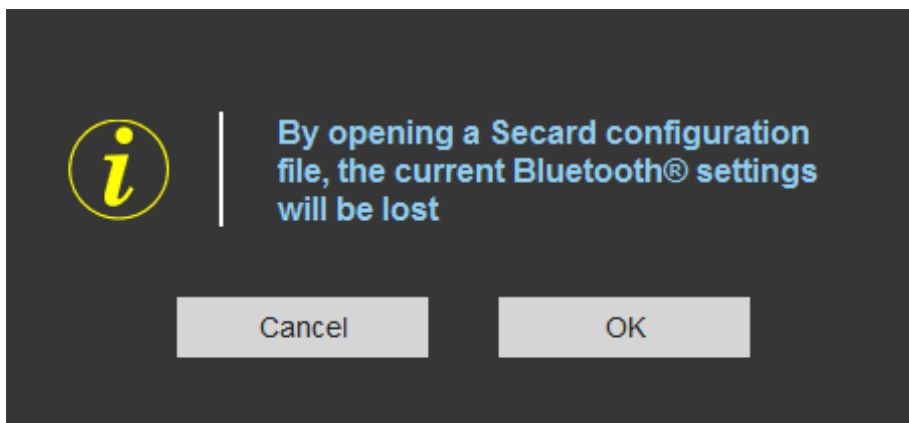 By opening a Secard configuration
file, the current Bluetooth® settings
will be lost
Cancel
OK